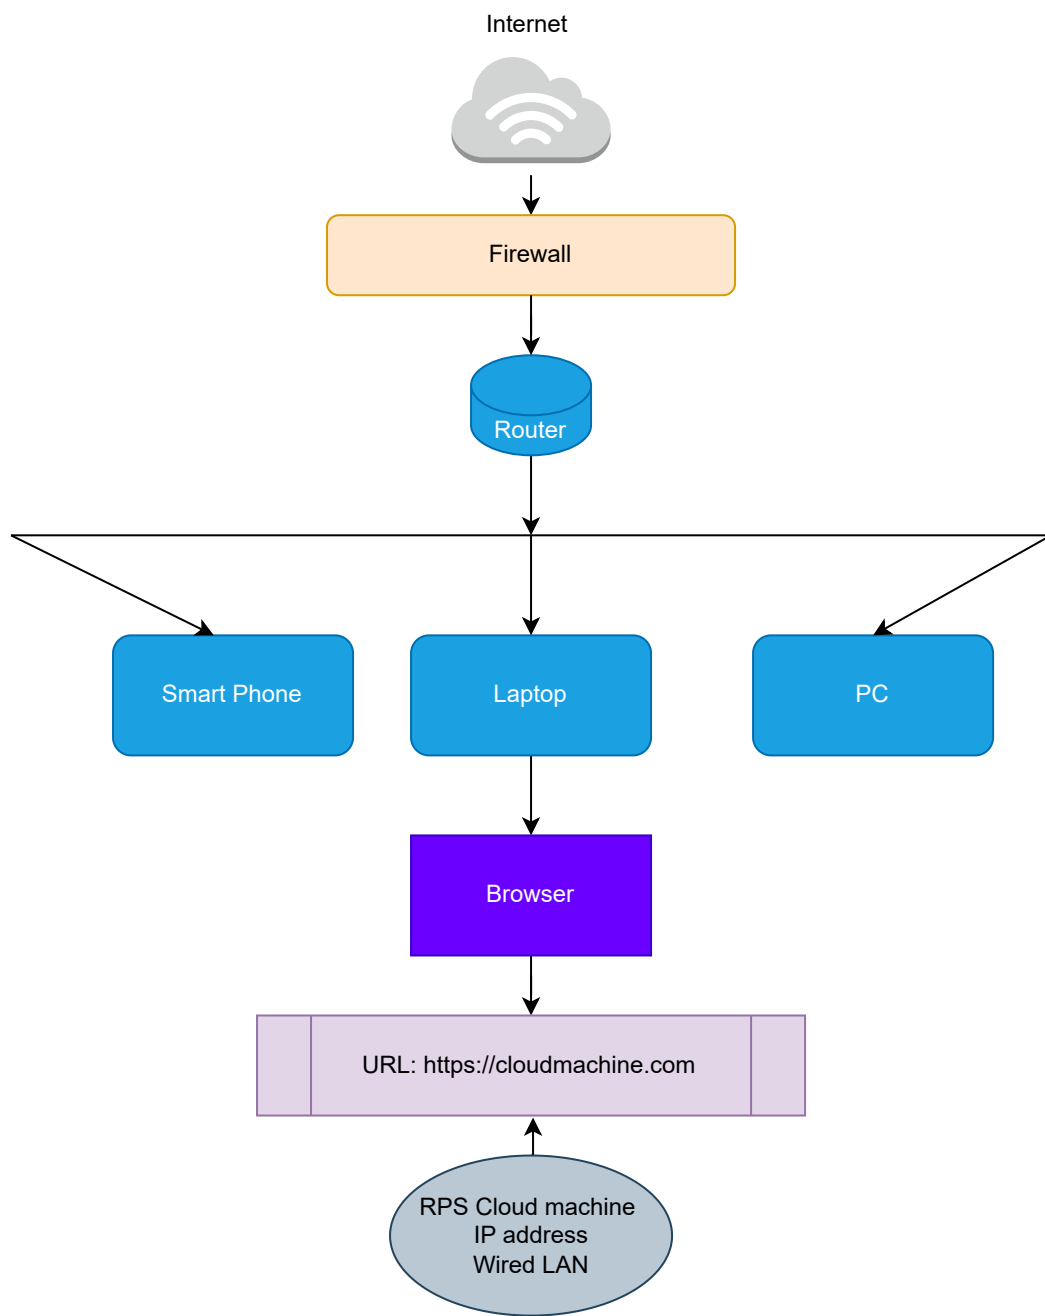 Internet
Firewall
Router
Smart Phone
Laptop
PC
Browser
URL: https://cloudmachine.com
RPS Cloud machine
IP address
Wired LAN